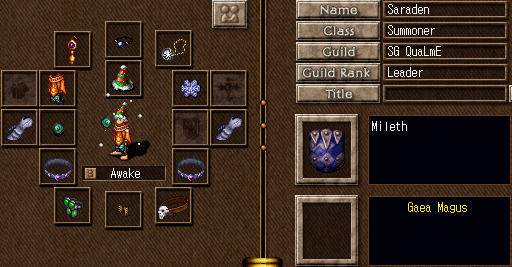 Name Saraden
Class Summoner
Guild SG QuaLmE
Guild Rank Leader
Title
Mileth
Awake
Gaea Magus